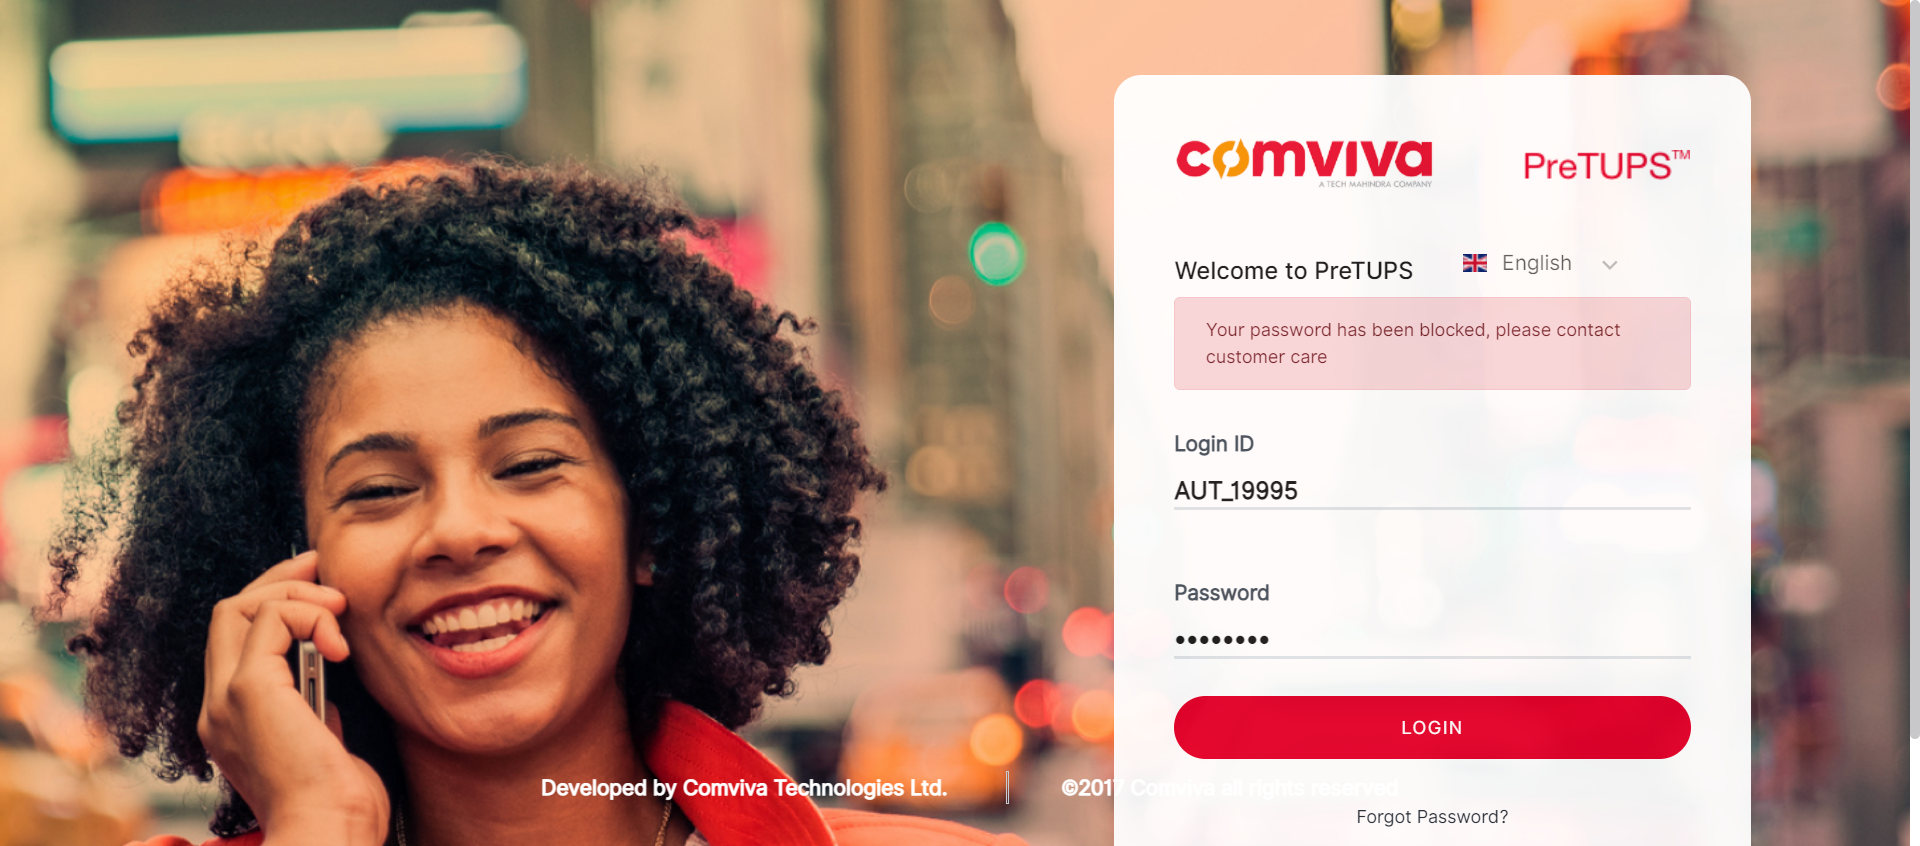 comviva
A TECH MAHINDRA COMPANY
PreTUPS™
Welcome to PreTUPS
English
Your password has been blocked, please contact
customer care
Login ID
AUT_19995
Password
••••••••
LOGIN
Developed by Comviva Technologies Ltd.
©2017 Comviva all rights reserved
Forgot Password?